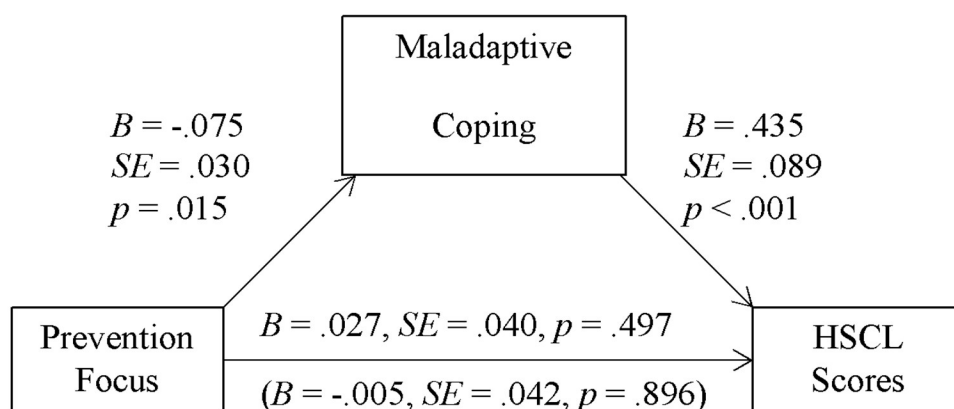 Maladaptive
Coping
B = -.075
SE = .030
p = .015
B = .435
SE = .089
p < .001
Prevention
Focus
B = .027, SE = .040, p = .497
(B = -.005, SE = .042, p = .896)
HSCL
Scores